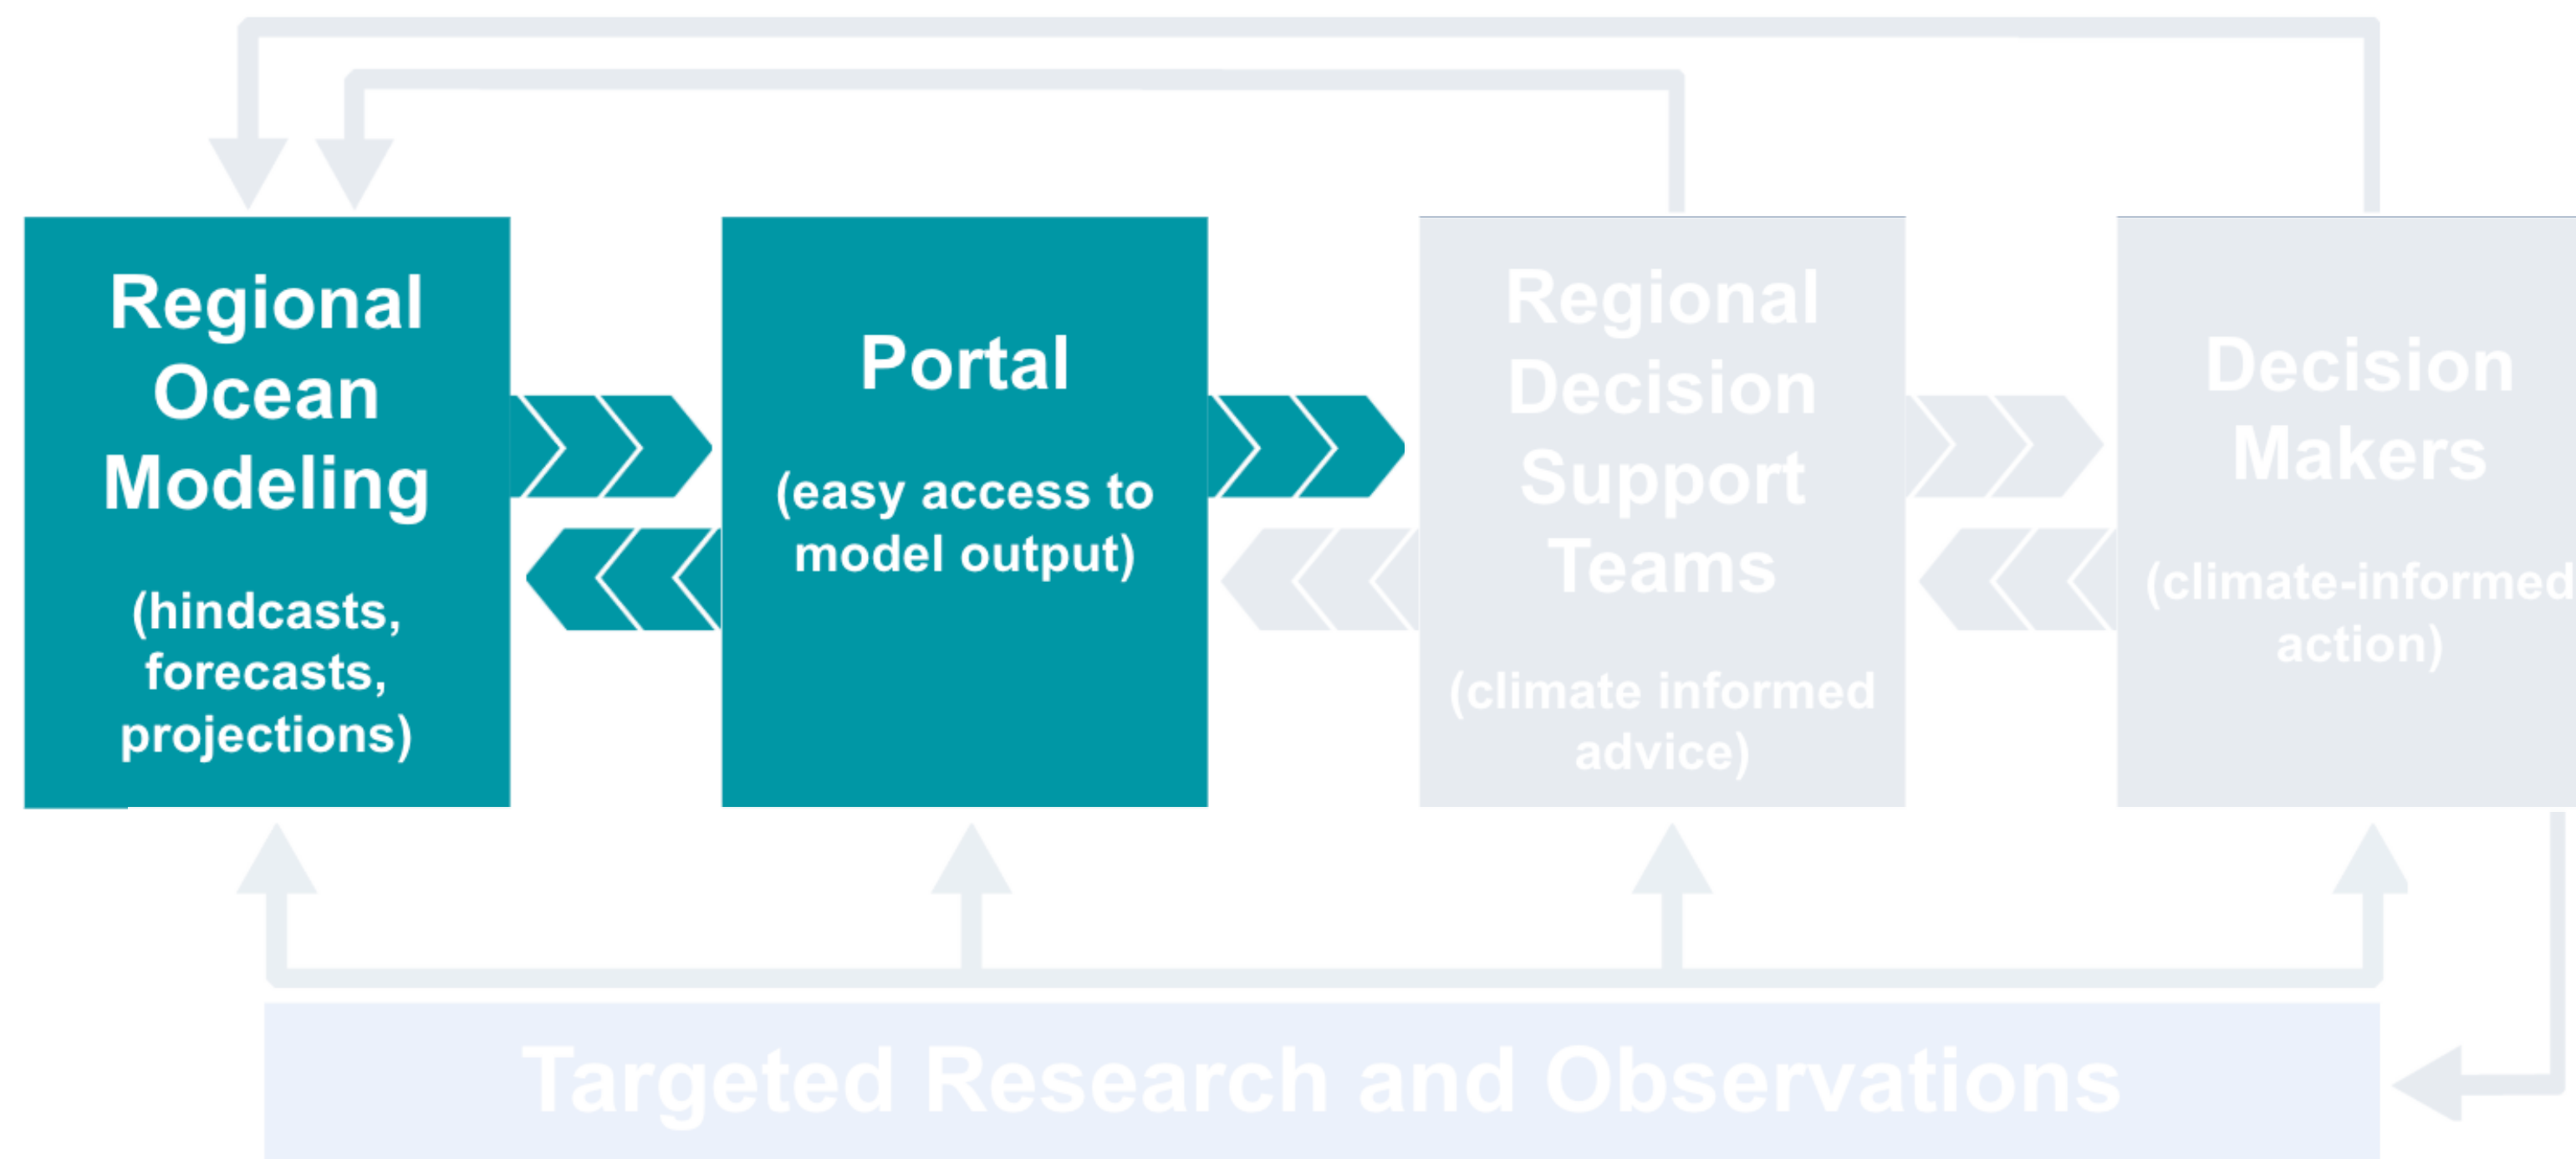 Regional
Ocean
Modeling
(hindcasts,
forecasts,
projections)
Portal
(easy access to
model output)
Regional
Decision
Support
Teams
(climate informed
advice)
Decision
Makers
(climate-informed
action)
Targeted Research and Observations